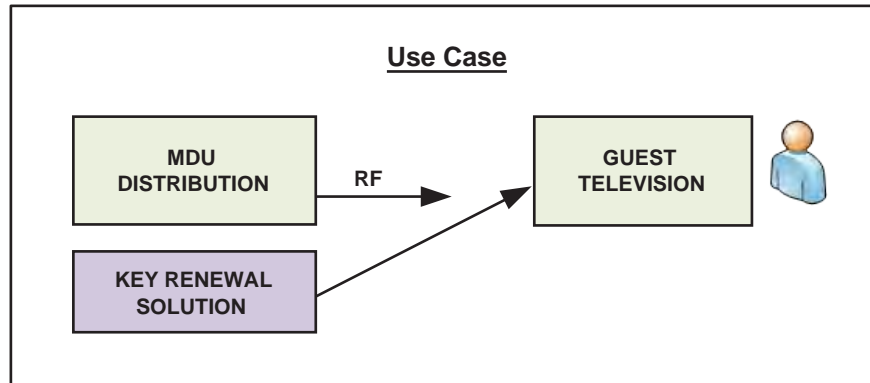 Use Case
MDU
DISTRIBUTION
RF
GUEST
TELEVISION
KEY RENEWAL
SOLUTION